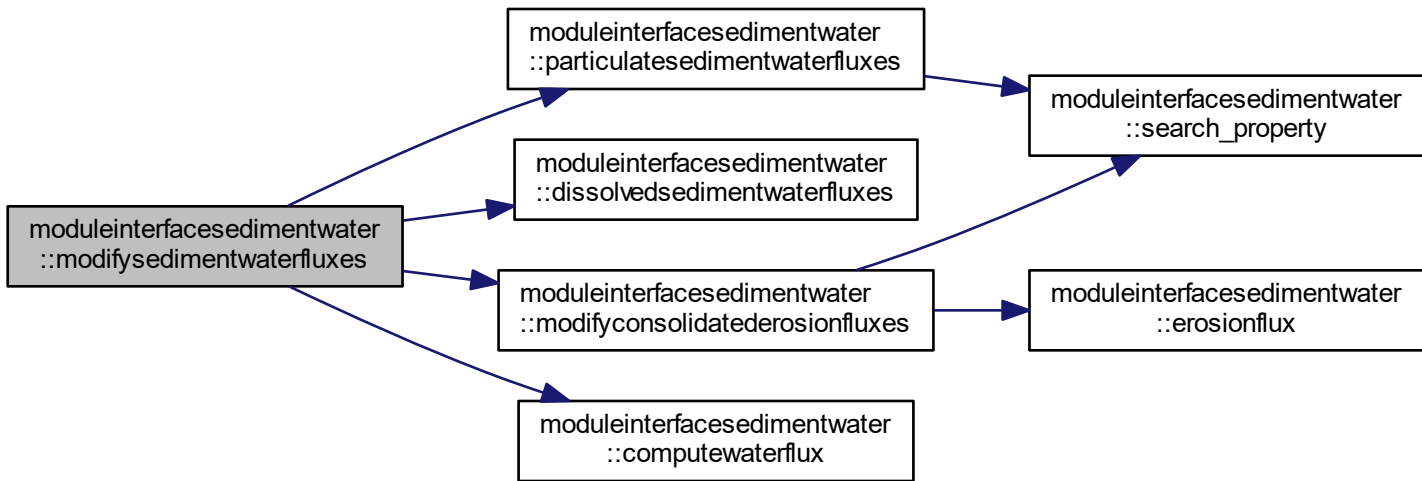 moduleinterfacesedimentwater
::modifysedimentwaterfluxes
moduleinterfacesedimentwater
::particulatesedimentwaterfluxes
moduleinterfacesedimentwater
::dissolvedsedimentwaterfluxes
moduleinterfacesedimentwater
::modifyconsolidatederosionfluxes
moduleinterfacesedimentwater
::computewaterflux
moduleinterfacesedimentwater
::search_property
moduleinterfacesedimentwater
::erosionflux